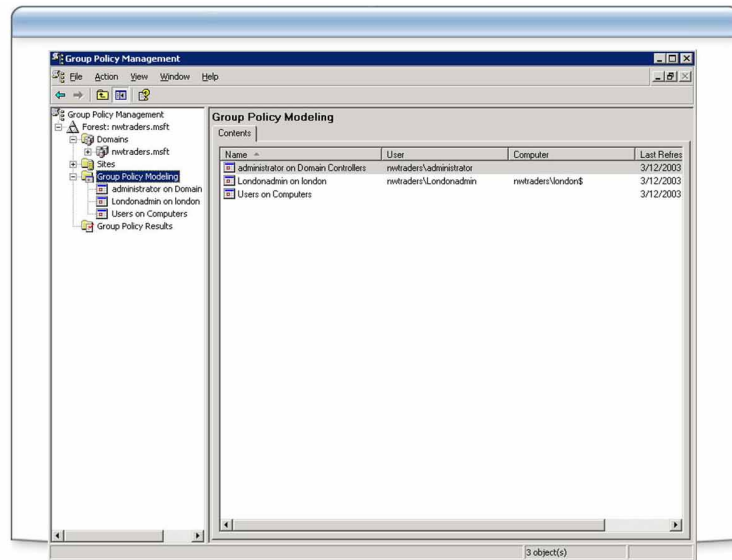 Group Policy Management
File Action View Window Help
Group Policy Management
Forest: nwtraders.msft
Domains
nwtraders.msft
Sites
Group Policy Modeling
administrator on Domain
Londonadmin on london
Users on Computers
Group Policy Results
Group Policy Modeling
Contents
Name User Computer Last Refres
administrator on Domain Controllers nwtraders\administrator 3/12/2003
Londonadmin on london nwtraders\Londonadmin nwtraders\london$ 3/12/2003
Users on Computers 3/12/2003
3 object(s)